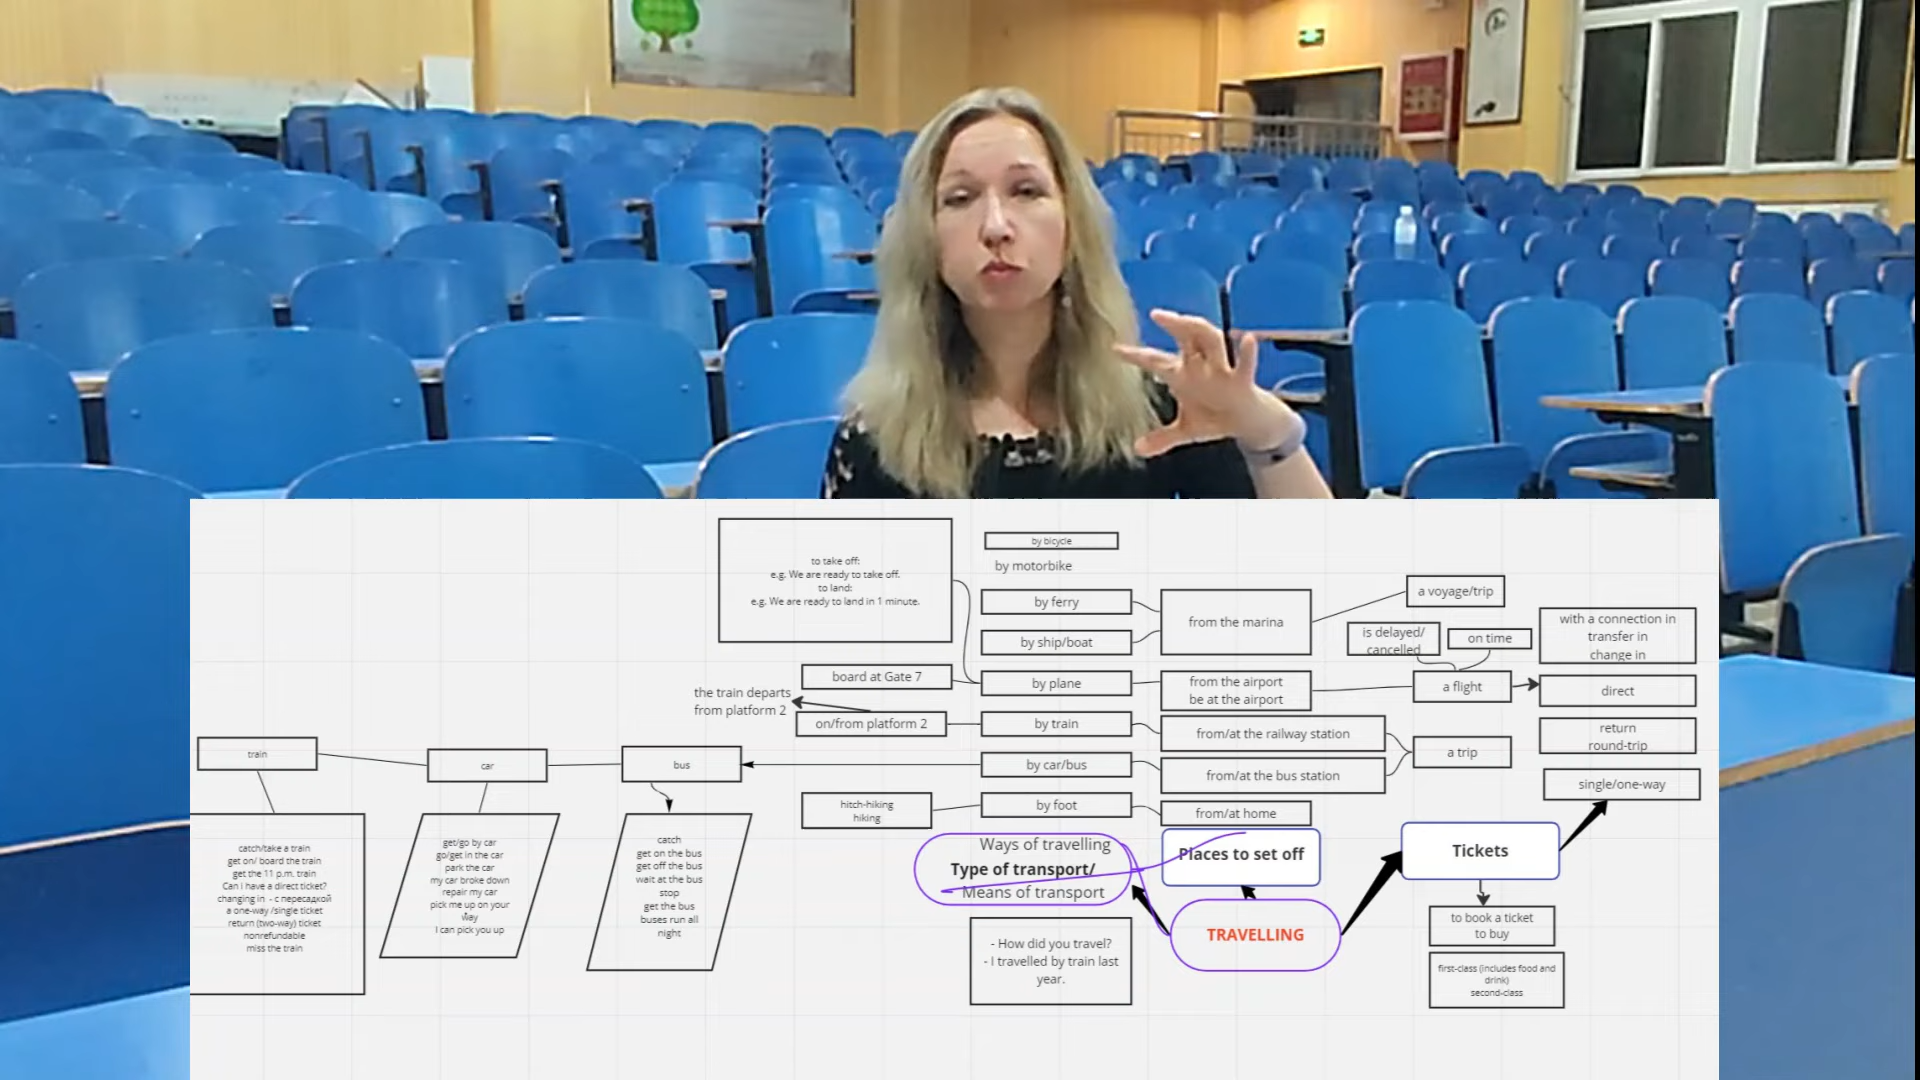 by bicycle
by motorbike
to take off:
e.g. We are ready to take off.
to land:
e.g. We are ready to land in 1 minute.
by ferry
by ship/boat
from the marina
a voyage/trip
is delayed/
cancelled
on time
with a connection in
transfer in
change in
board at Gate 7
by plane
from the airport
be at the airport
a flight
direct
the train departs
from platform 2
on/from platform 2
by train
from/at the railway station
return
round-trip
a trip
train
car
bus
by car/bus
from/at the bus station
single/one-way
hitch-hiking
hiking
by foot
from/at home
catch/take a train
get on/ board the train
get the 11 p.m. train
Can i have a direct ticket?
changing in - с пересадкой
a one-way /single ticket
return (two-way) ticket
nonrefundable
miss the train
get/go by car
go/get in the car
park the car
my car broke down
repair my car
pick me up on your
way
I can pick you up
catch
get on the bus
get off the bus
wait at the bus
stop
get the bus
buses run all
night
Ways of travelling
Type of transport/
Means of transport
Places to set off
Tickets
TRAVELLING
to book a ticket
to buy
- How did you travel?
- I travelled by train last
year.
first-class (includes food and
drink)
second-class